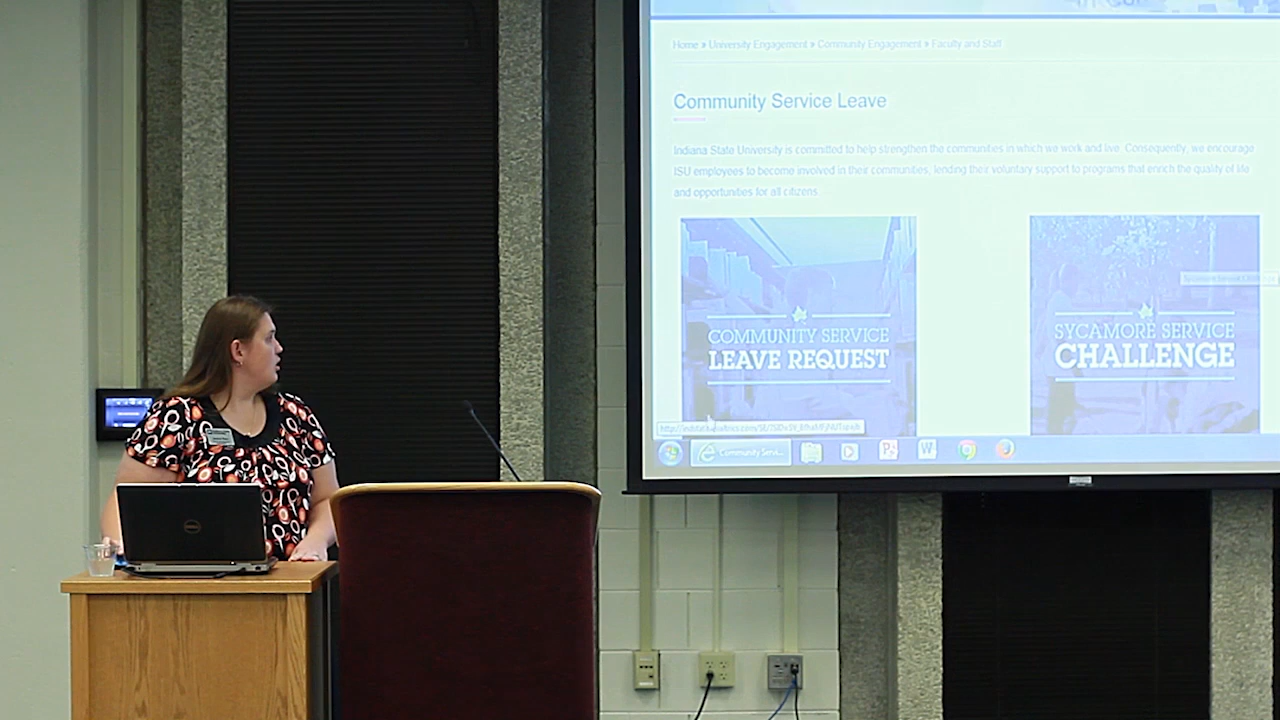 Home » University Engagement » Community Engagement » Faculty and Staff
Community Service Leave
Indiana State University is committed to help strengthen the communities in which we work and live. Consequently, we encourage
ISU employees to become involved in their communities, lending their voluntary support to programs that enrich the quality of life
and opportunities for all citizens.
COMMUNITY SERVICE
LEAVE REQUEST
SYCAMORE SERVICE
CHALLENGE
Community Servi...
DELL